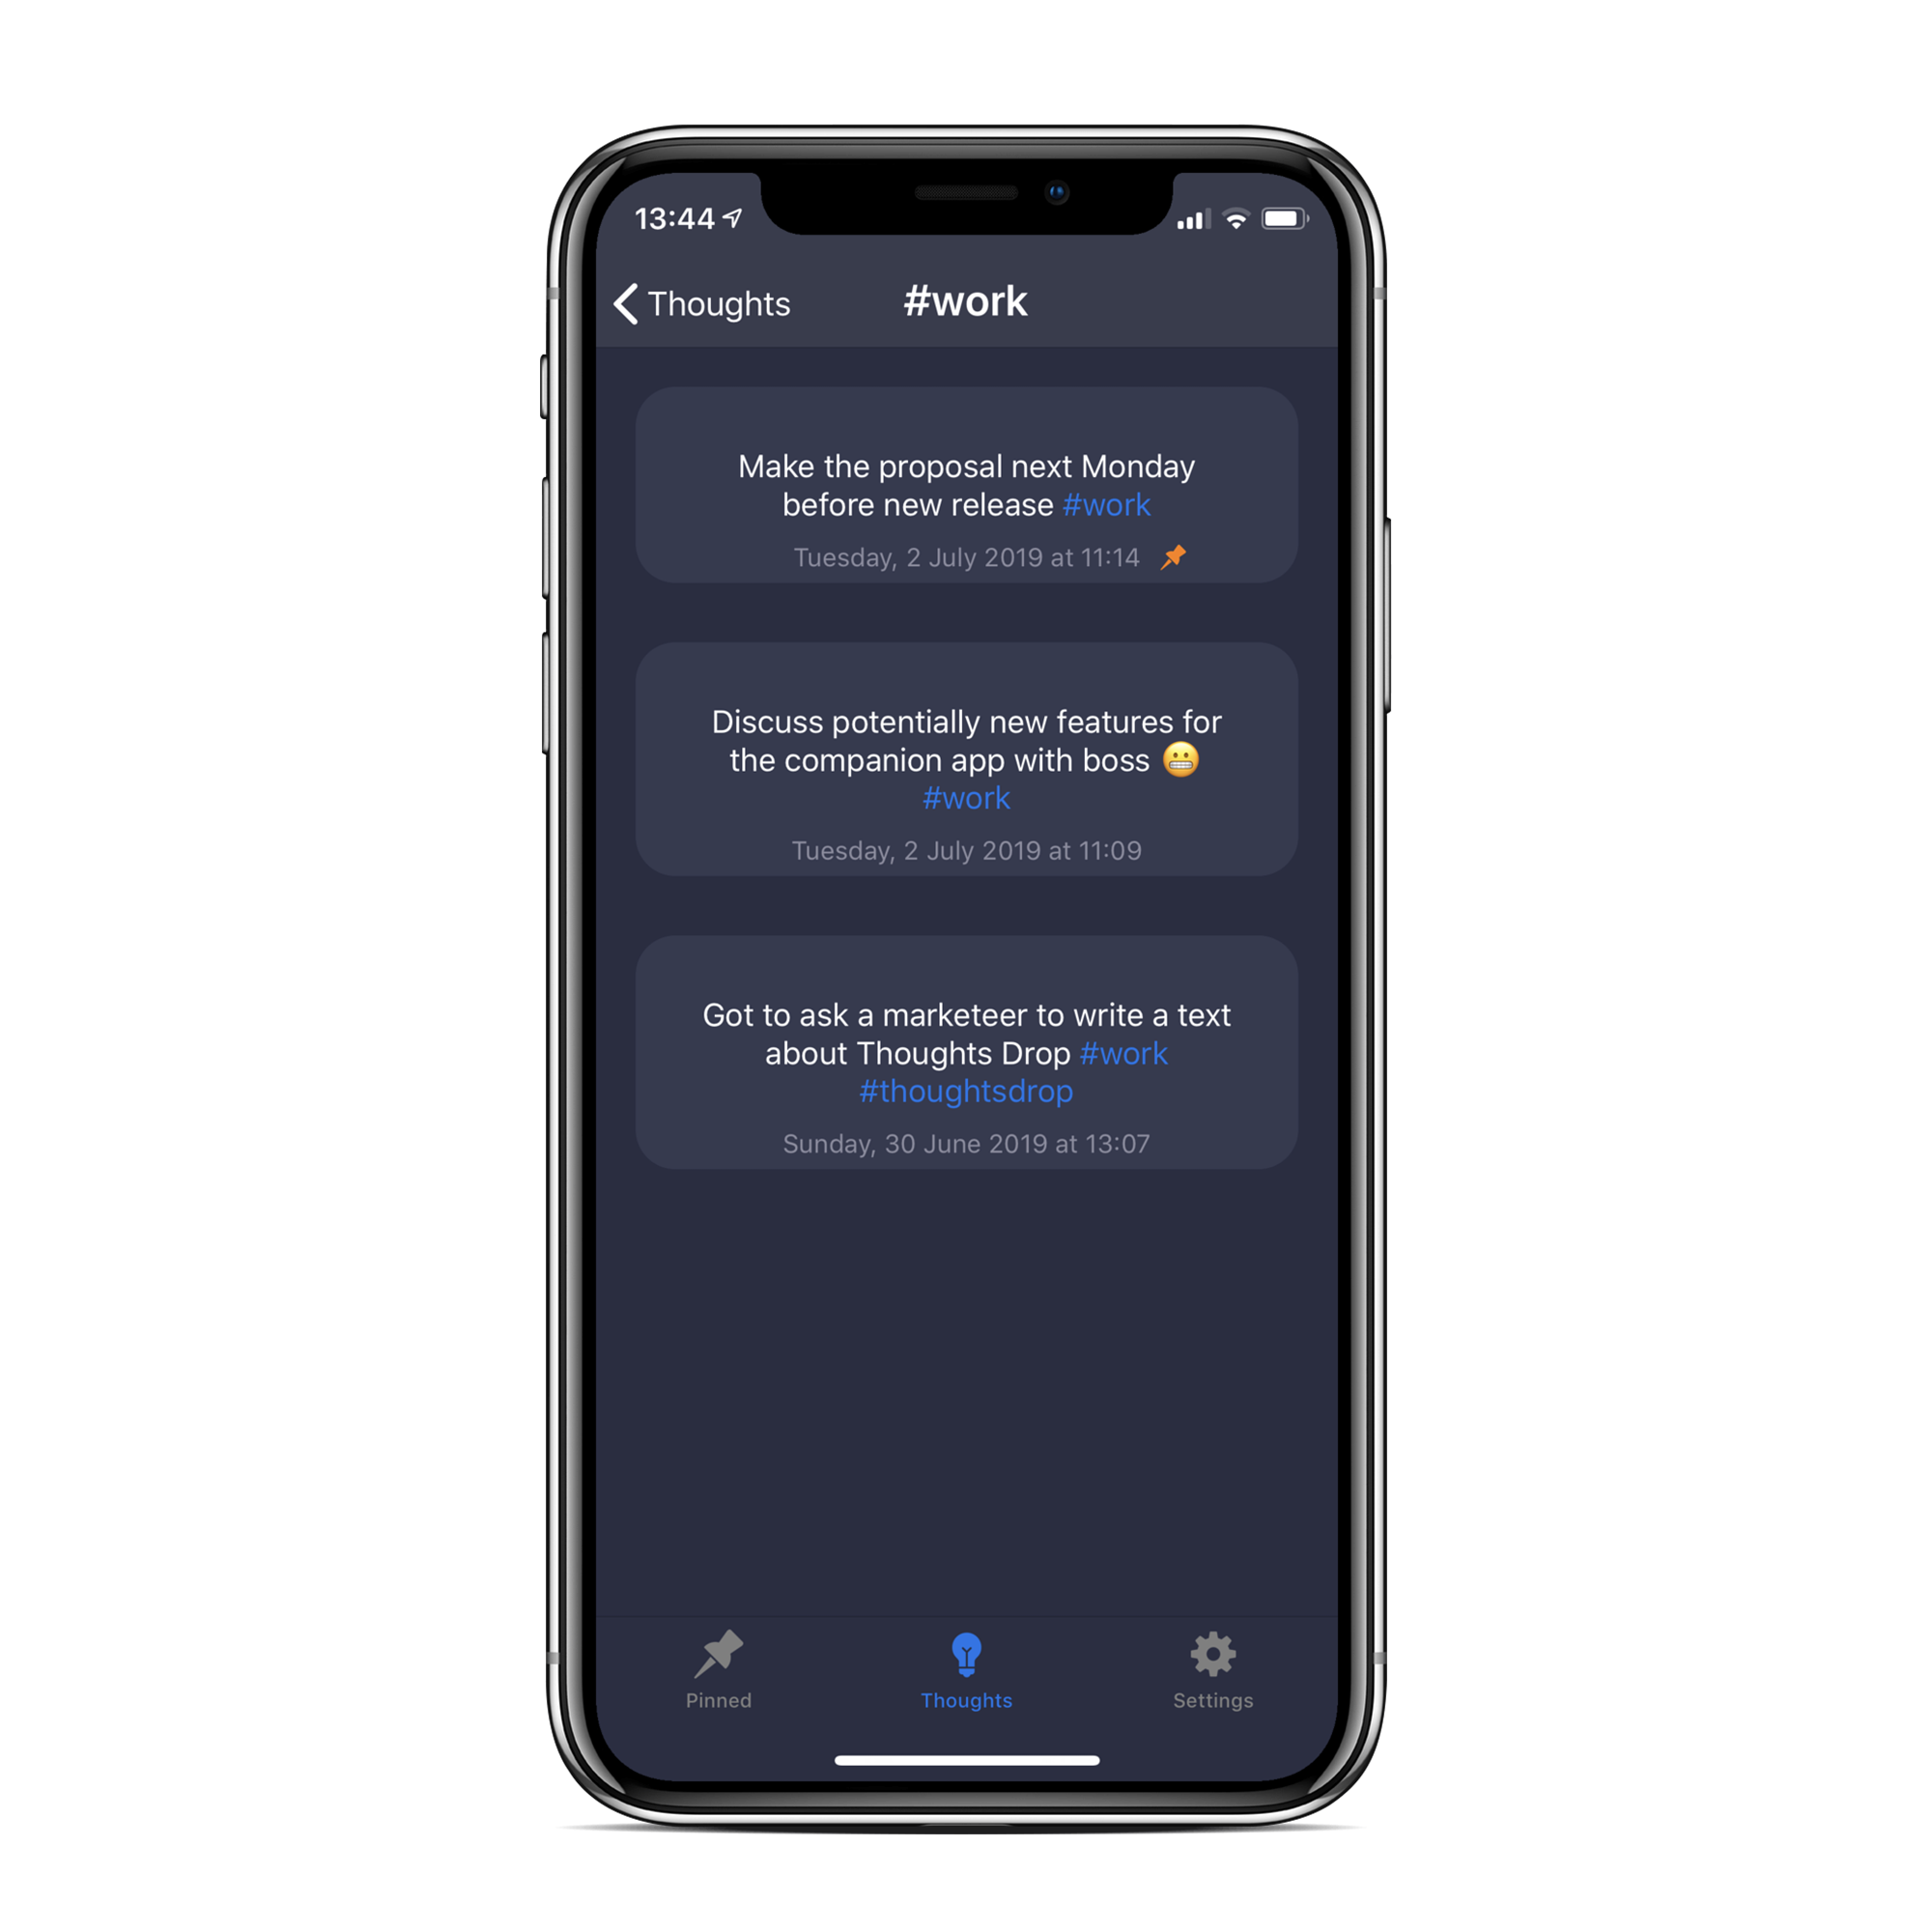 13:44
Thoughts
#work
Make the proposal next Monday
before new release #work
Tuesday, 2 July 2019 at 11:14
Discuss potentially new features for
the companion app with boss 😬
#work
Tuesday, 2 July 2019 at 11:09
Got to ask a marketeer to write a text
about Thoughts Drop #work
#thoughtsdrop
Sunday, 30 June 2019 at 13:07
Pinned
Thoughts
Settings